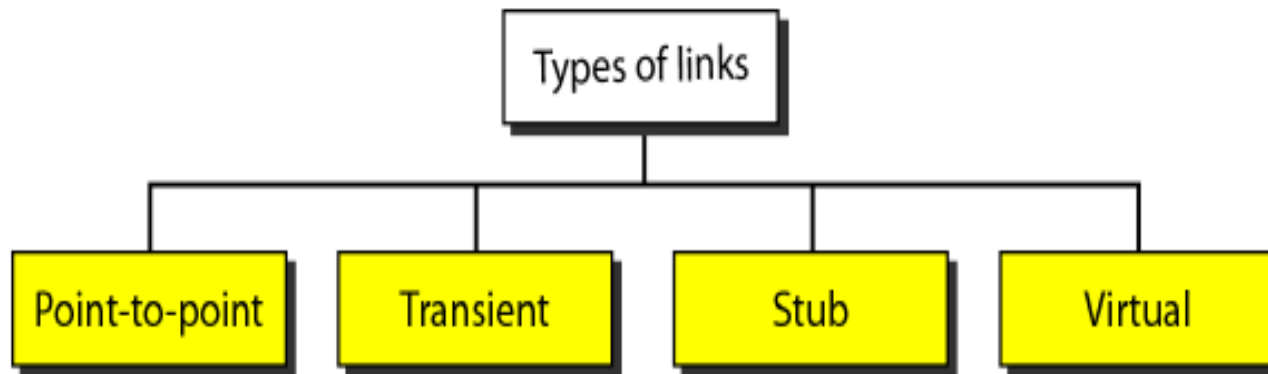 Types of links
Point-to-point
Transient
Stub
Virtual